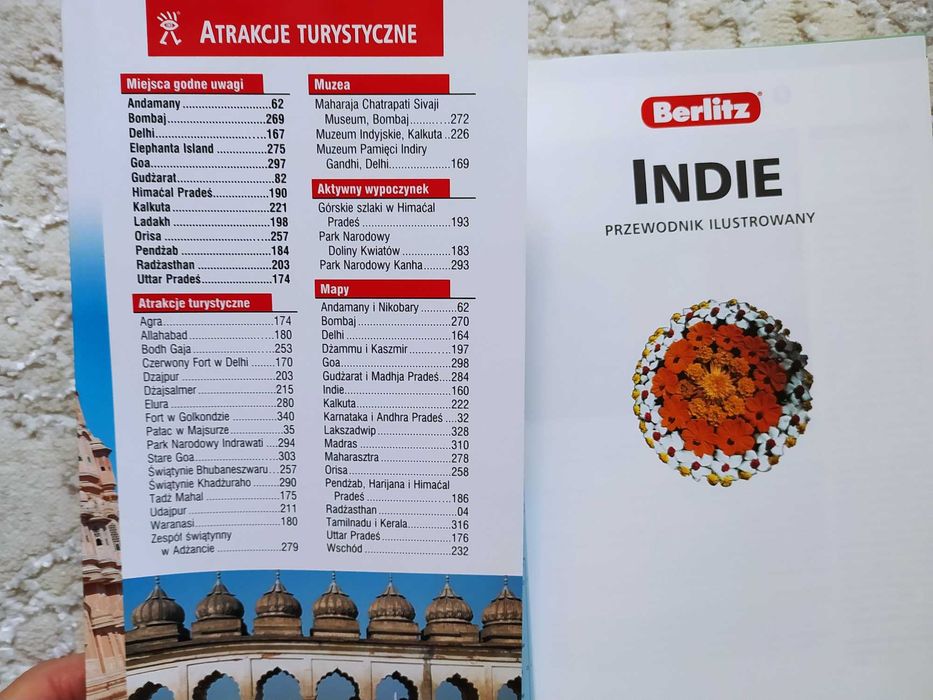 ATRAKCJE TURYSTYCZNE
Miejsca godne uwagi
Andamany ........................62
Bombaj............................269
Delhi................................167
Elephanta Island ..............275
Goa..................................297
Gudżarat............................82
Himaćal Pradeś................190
Kalkuta ............................221
Ladakh ............................198
Orisa ................................257
Pendżab ..........................184
Radżasthan ......................203
Uttar Pradeś.....................174
Atrakcje turystyczne
Agra..................................174
Allahabad ..........................180
Bodh Gaja..........................253
Czerwony Fort w Delhi ........170
Dzajpur ..............................203
Dżajsalmer..........................215
Elura ..................................280
Fort w Golkondzie ................340
Pałac w Majsurze..................35
Park Narodowy Indrawati ....294
Stare Goa............................303
Świątynie Bhubaneszwaru...257
Świątynie Khadżuraho ........290
Tadż Mahal ........................175
Udajpur ..............................211
Waranasi............................180
Zespół świątynny
w Adżancie ....................279
Muzea
Maharaja Chatrapati Sivaji
Museum, Bombaj............272
Muzeum Indyjskie, Kalkuta ..226
Muzeum Pamięci Indiry
Gandhi, Delhi..................169
Aktywny wypoczynek
Górskie szlaki w Himaćal
Pradeś ..........................193
Park Narodowy
Doliny Kwiatów ..............183
Park Narodowy Kanha........293
Mapy
Andamany i Nikobary ............62
Bombaj................................270
Delhi ..................................164
Dżammu i Kaszmir..............197
Goa....................................298
Gudżarat i Madhja Pradeś....284
Indie..................................160
Kalkuta..............................222
Karnataka i Andhra Pradeś ....32
Lakszadwip ........................328
Madras ..............................310
Maharasztra ......................278
Orisa ..................................258
Pendżab, Harijana i Himaćal
Pradeś ............................186
Radżasthan ..........................04
Tamilnadu i Kerala..............316
Uttar Pradeś ......................176
Wschód ..............................232
Berlitz®
INDIE
PRZEWODNIK ILUSTROWANY